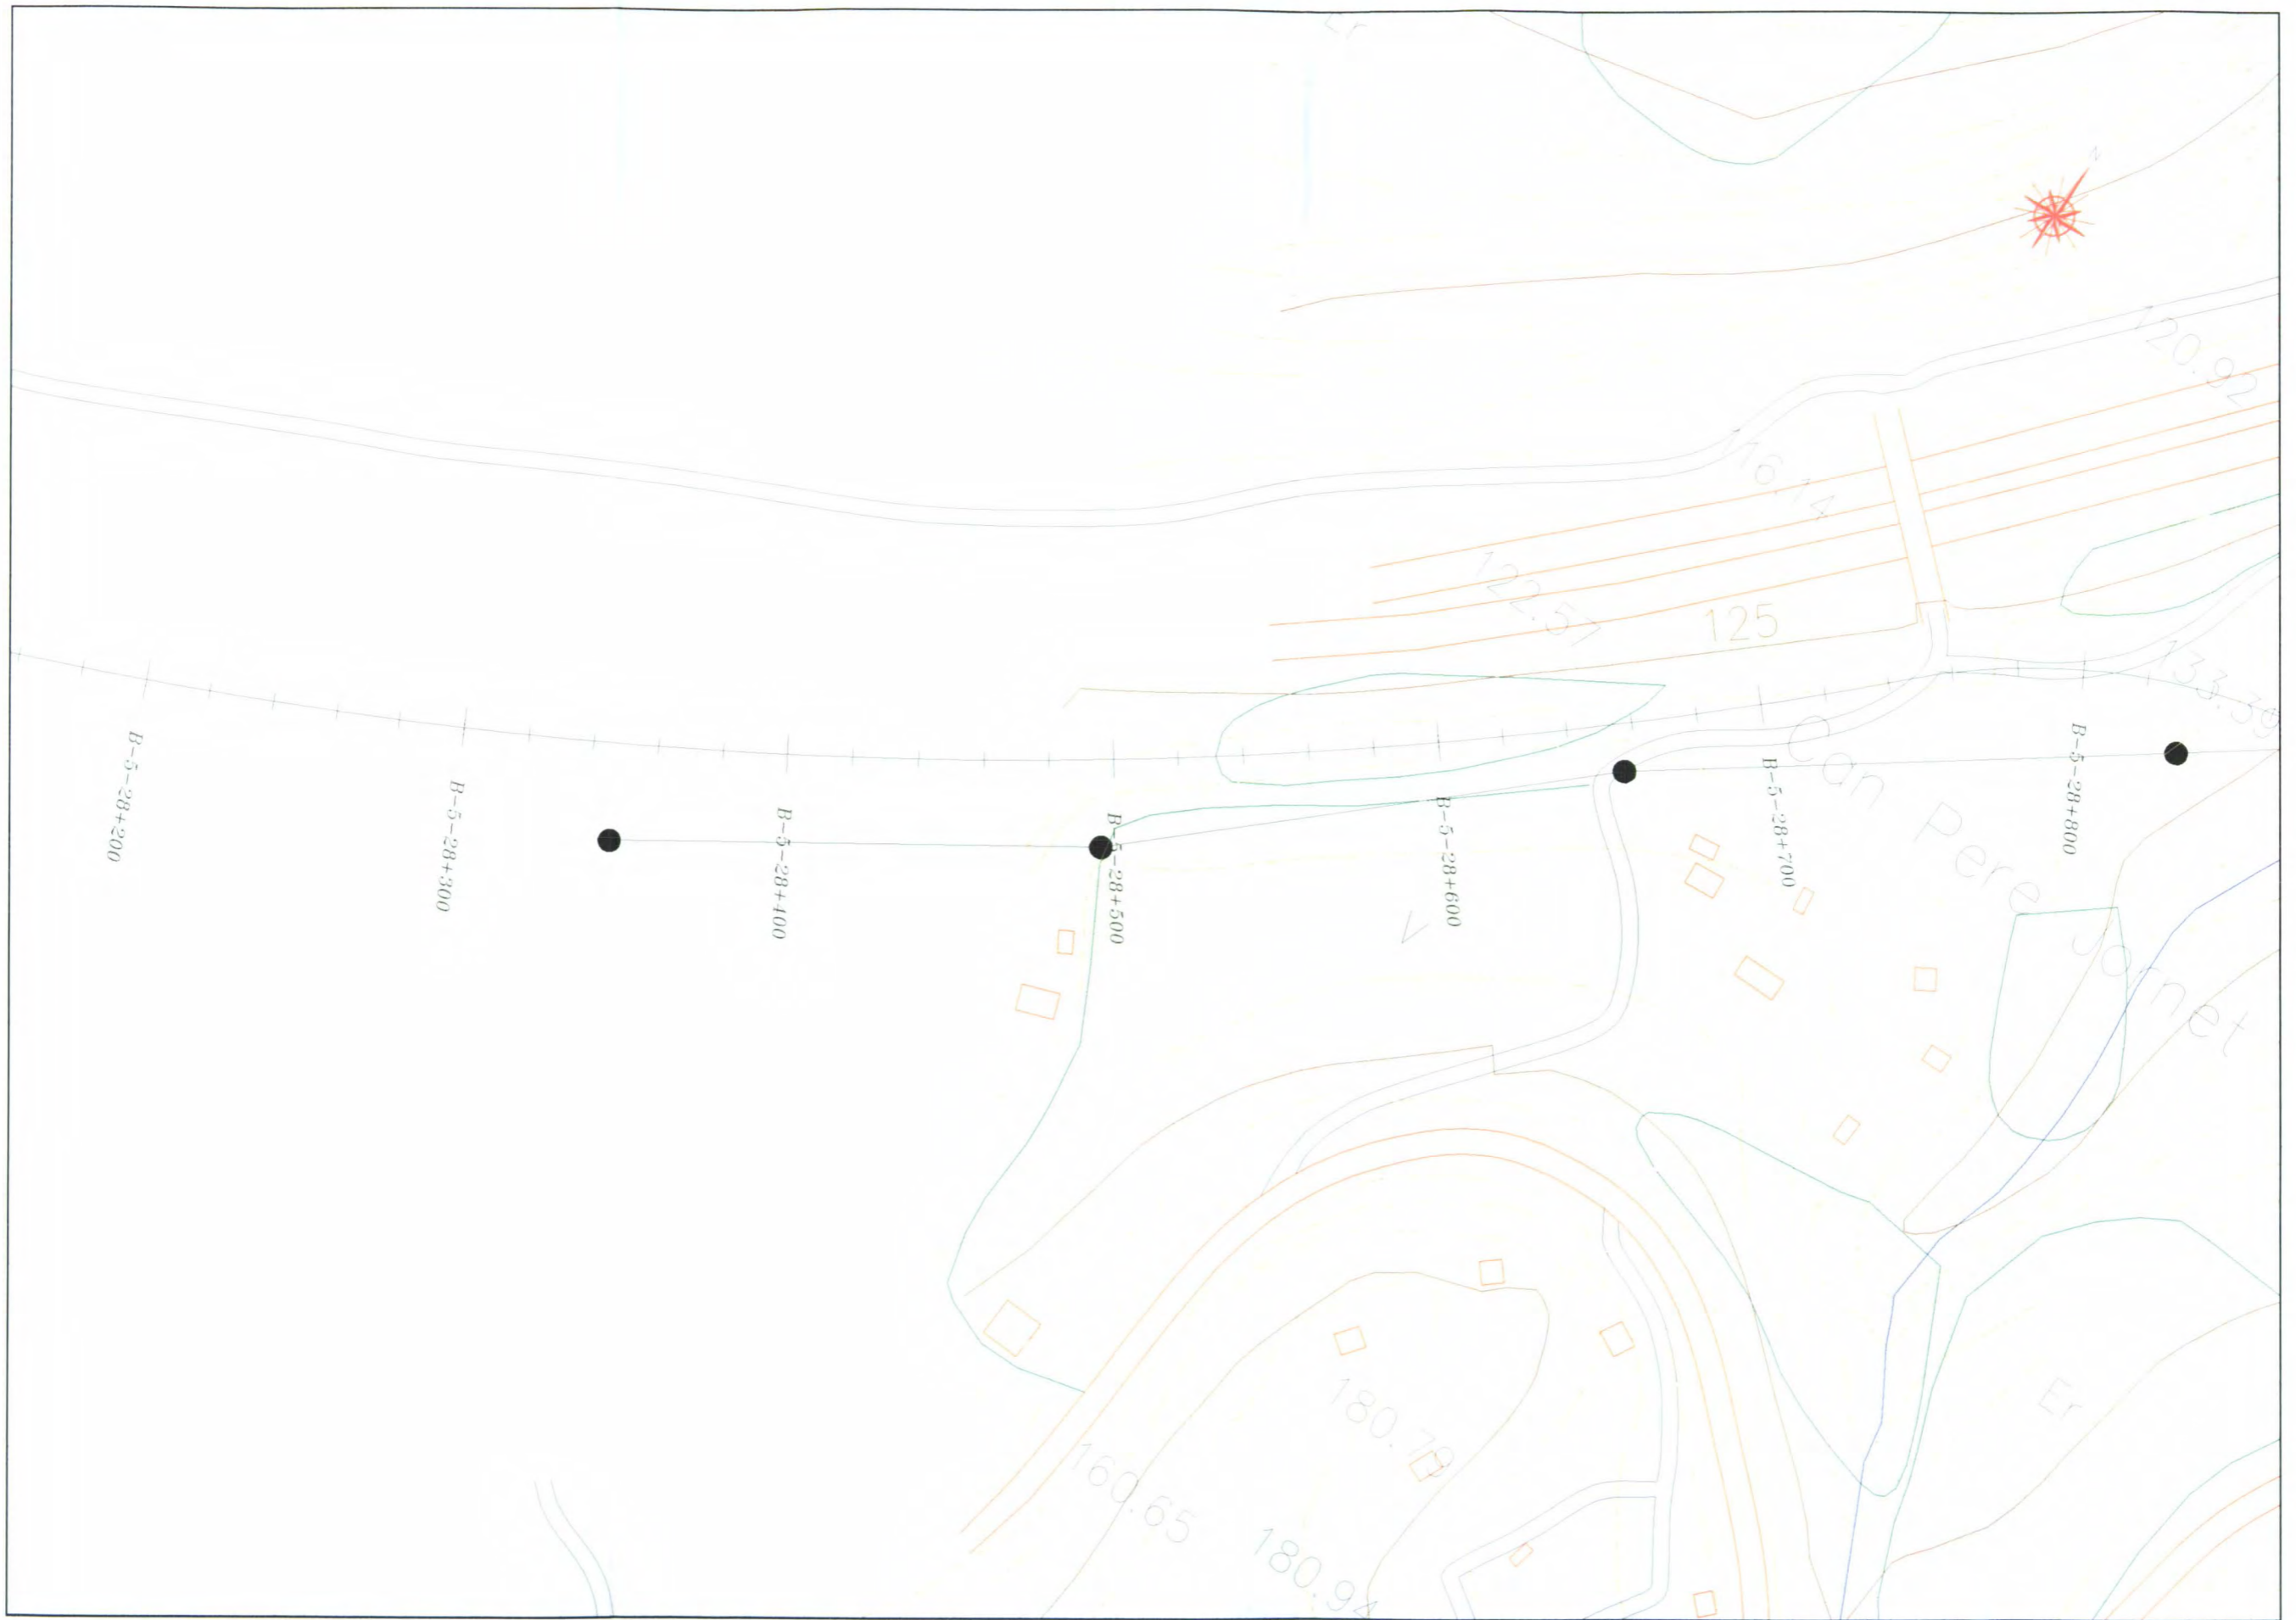 Er
N
120.92
116.14
122.57
125
133.39
B-5-28+200
B-5-28+300
B-5-28+400
B-5-28+500
B-5-28+600
B-5-28+700
B-5-28+800
Can Pere Jornet
V
Er
180.79
160.65
180.94